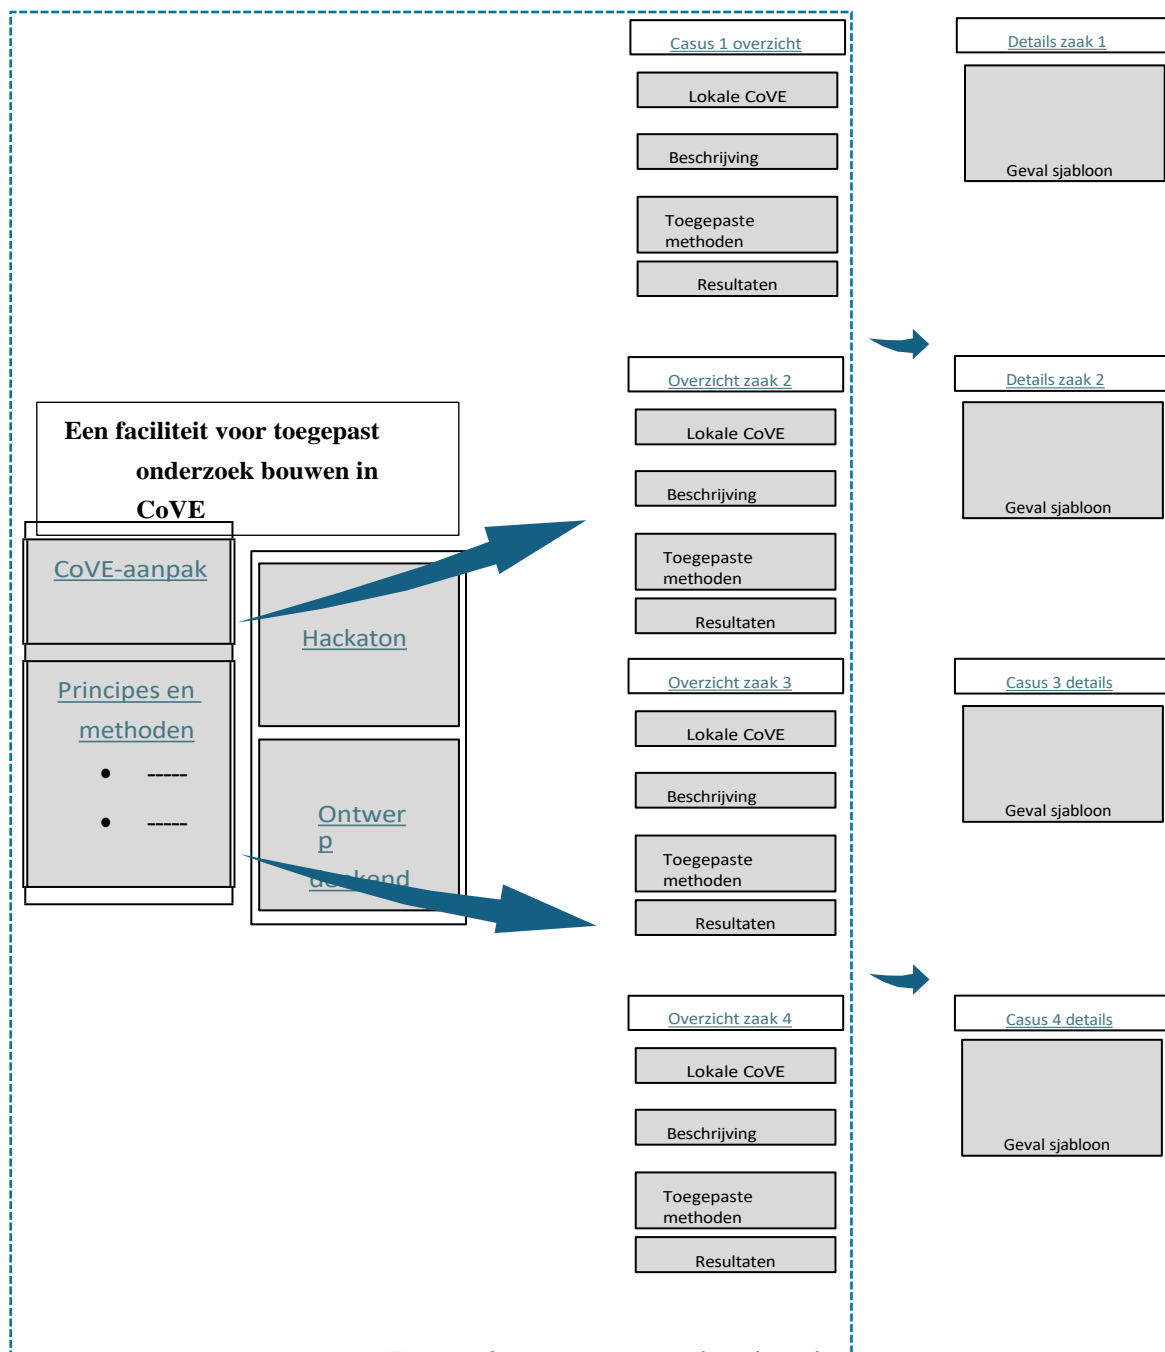 Een faciliteit voor toegepast
onderzoek bouwen in
CoVE
CoVE-aanpak
Principes en
methoden
• -----
• -----
Hackaton
Ontwer
p
Casus 1 overzicht
Lokale CoVE
Beschrijving
Toegepaste
methoden
Resultaten
Overzicht zaak 2
Lokale CoVE
Beschrijving
Toegepaste
methoden
Resultaten
Overzicht zaak 3
Lokale CoVE
Beschrijving
Toegepaste
methoden
Resultaten
Overzicht zaak 4
Lokale CoVE
Beschrijving
Toegepaste
methoden
Resultaten
Details zaak 1
Geval sjabloon
Details zaak 2
Geval sjabloon
Casus 3 details
Geval sjabloon
Casus 4 details
Geval sjabloon